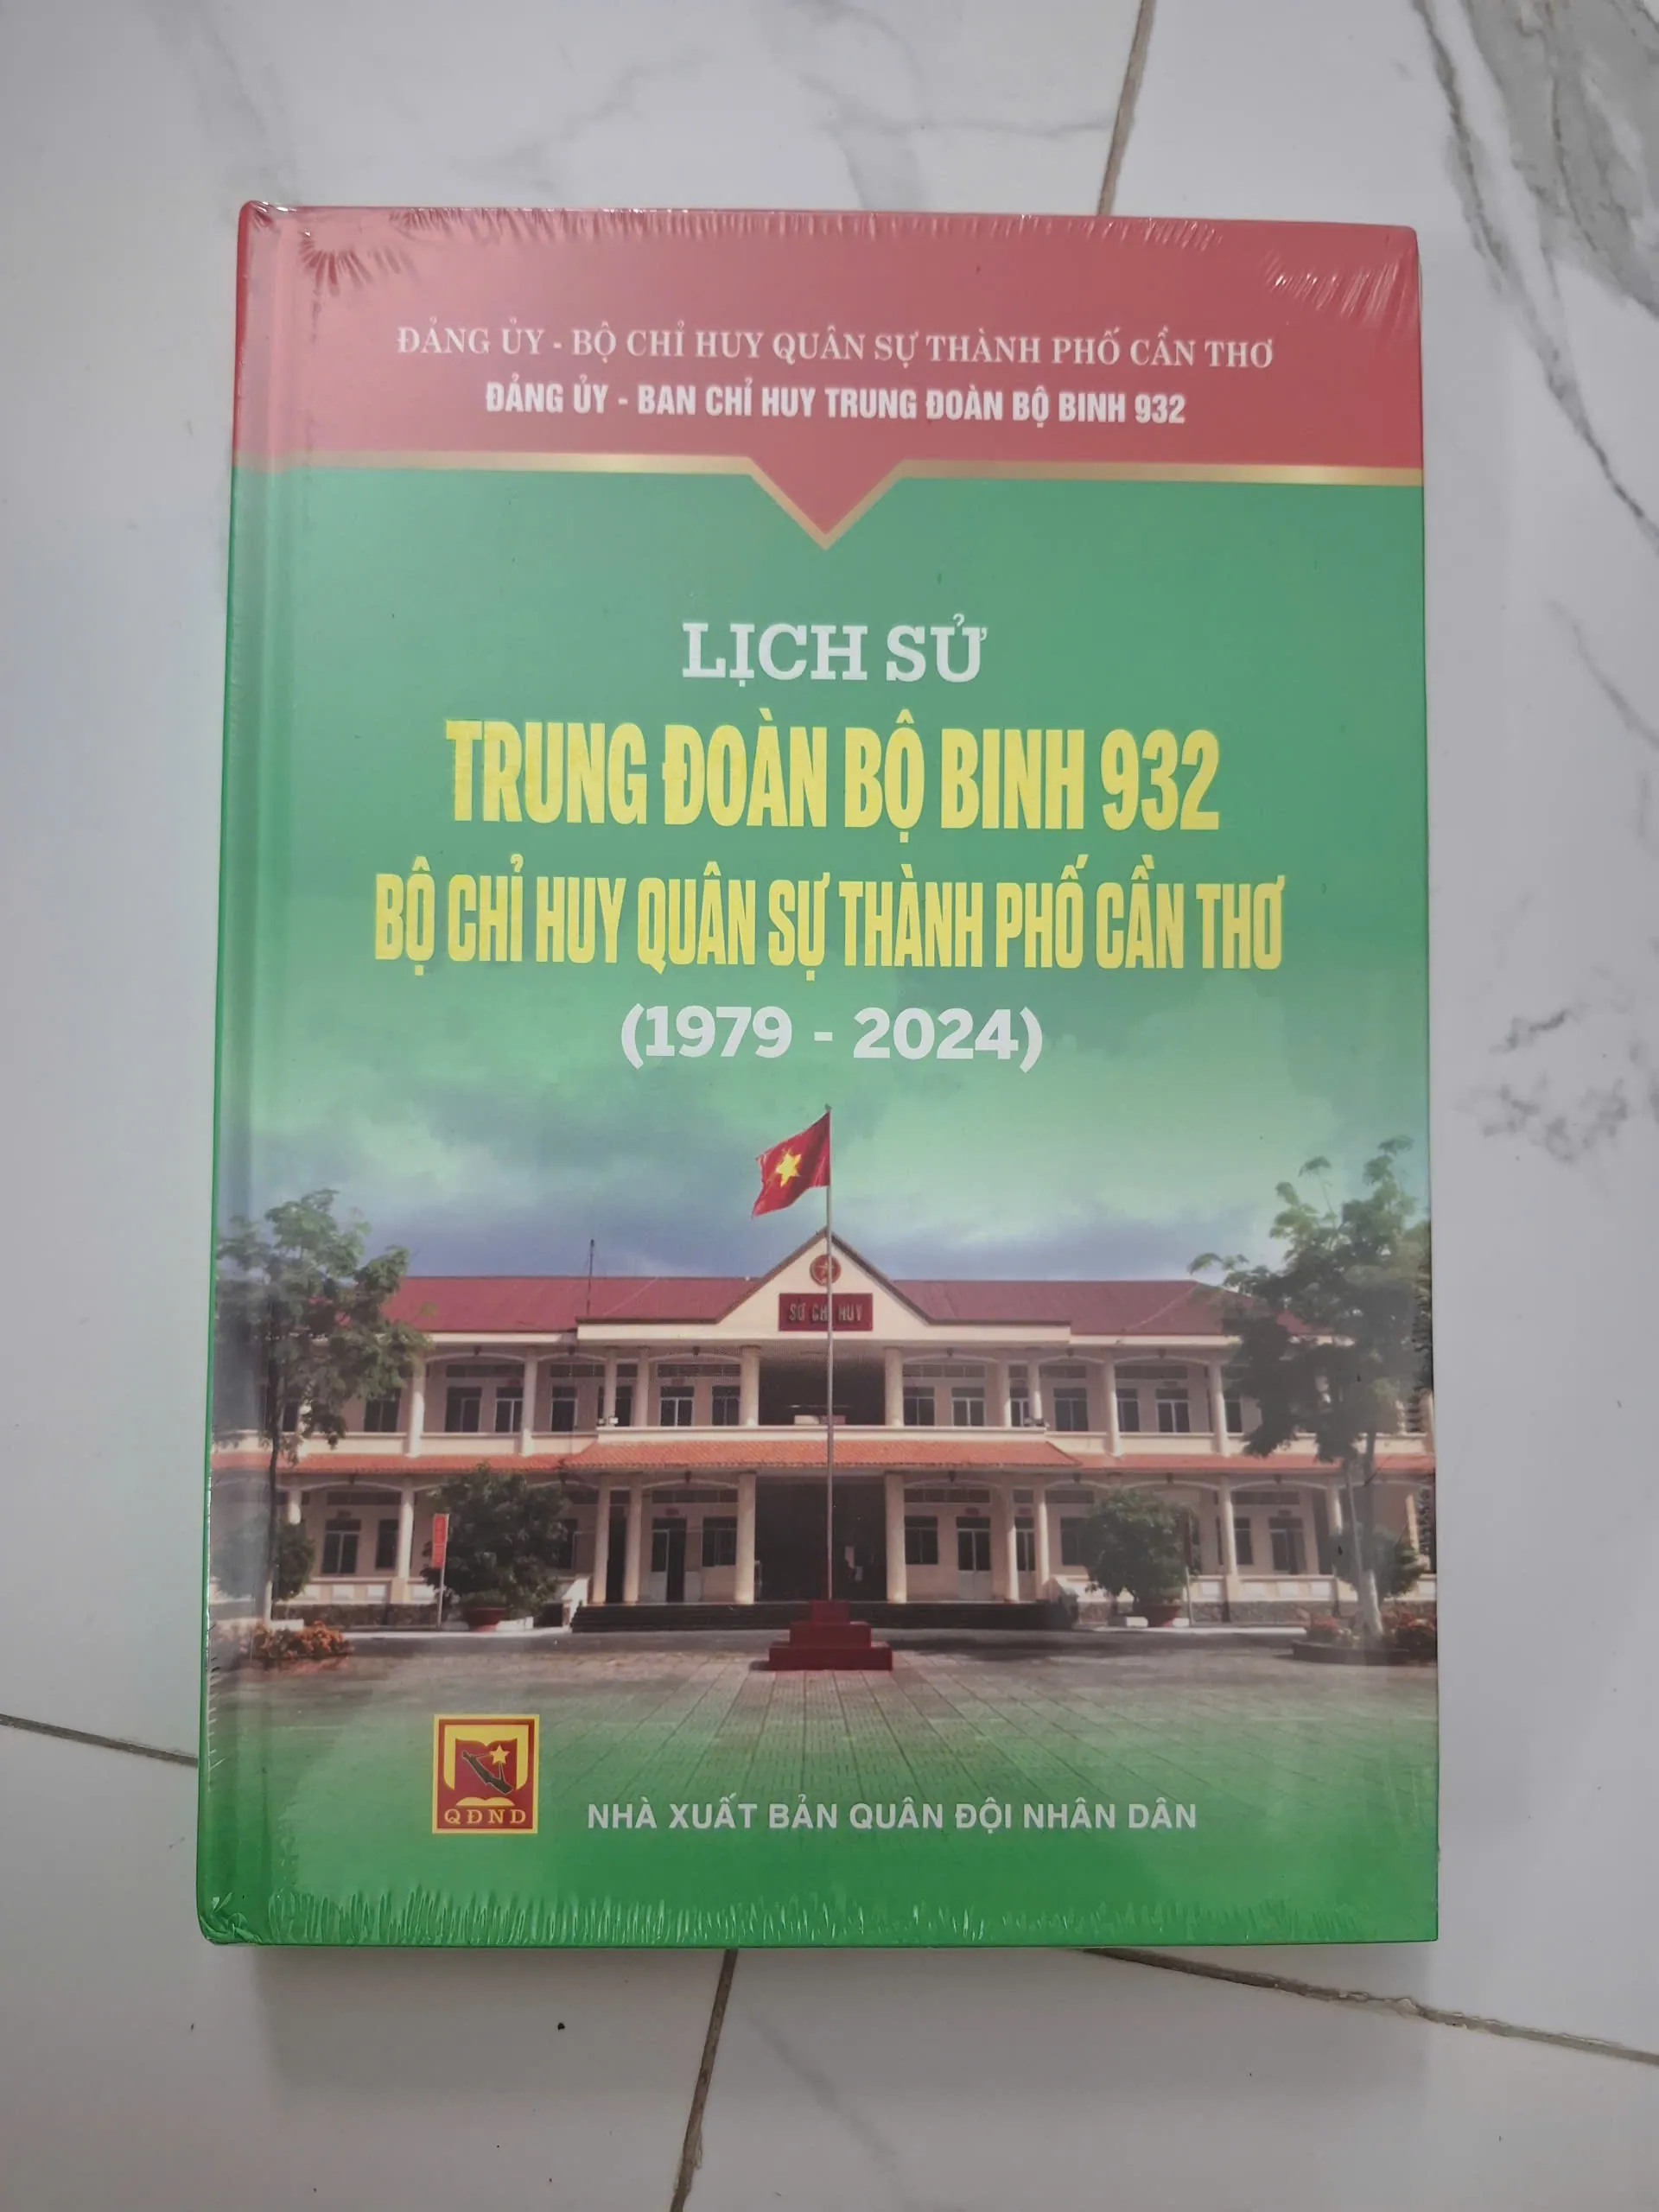 ĐẢNG ỦY - BỘ CHỈ HUY QUÂN SỰ THÀNH PHỐ CẦN THƠ
ĐẢNG ỦY - BAN CHỈ HUY TRUNG ĐOÀN BỘ BINH 932
LỊCH SỬ
TRUNG ĐOÀN BỘ BINH 932
BỘ CHỈ HUY QUÂN SỰ THÀNH PHỐ CẦN THƠ
(1979 - 2024)
SỞ CHỈ HUY
QĐND
NHÀ XUẤT BẢN QUÂN ĐỘI NHÂN DÂN